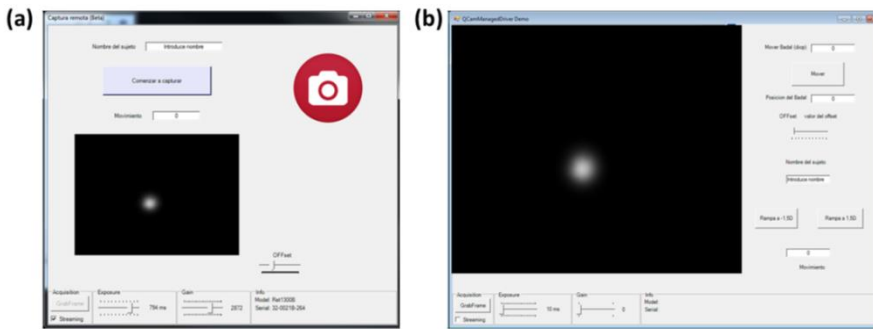 (a)
Captura remota (Beta)
Nombre del sujeto
Introduce nombre
Comenzar a capturar
Movimiento
0
OFFset
Acquisition
GrabFrame
Streaming
Exposure
794 ms
Gain
2872
Info
Model:
Serial:
(b)
QCamManagedDriver Demo
Mover Badal (diop)
0
Mover
Posicion del Badal
0
OFFset valor del offset
Nombre del sujeto
Introduce nombre
Rampa a -1,5D
Rampa a 1,5D
0
Movimiento
Acquisition
GrabFrame
Streaming
Exposure
10 ms
Gain
0
Info
Model:
Serial: